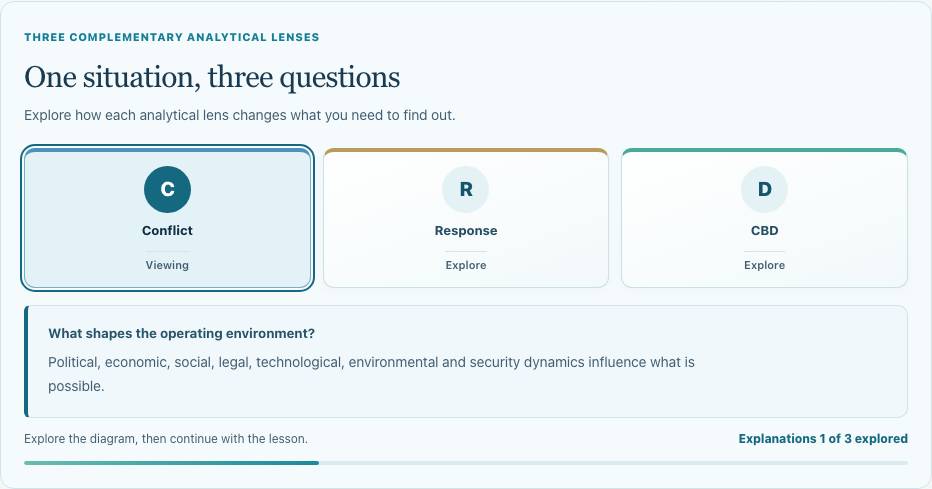 THREE COMPLEMENTARY ANALYTICAL LENSES
One situation, three questions
Explore how each analytical lens changes what you need to find out.
C
Conflict
Viewing
R
Response
Explore
D
CBD
Explore
What shapes the operating environment?
Political, economic, social, legal, technological, environmental and security dynamics influence what is
possible.
Explore the diagram, then continue with the lesson.
Explanations 1 of 3 explored